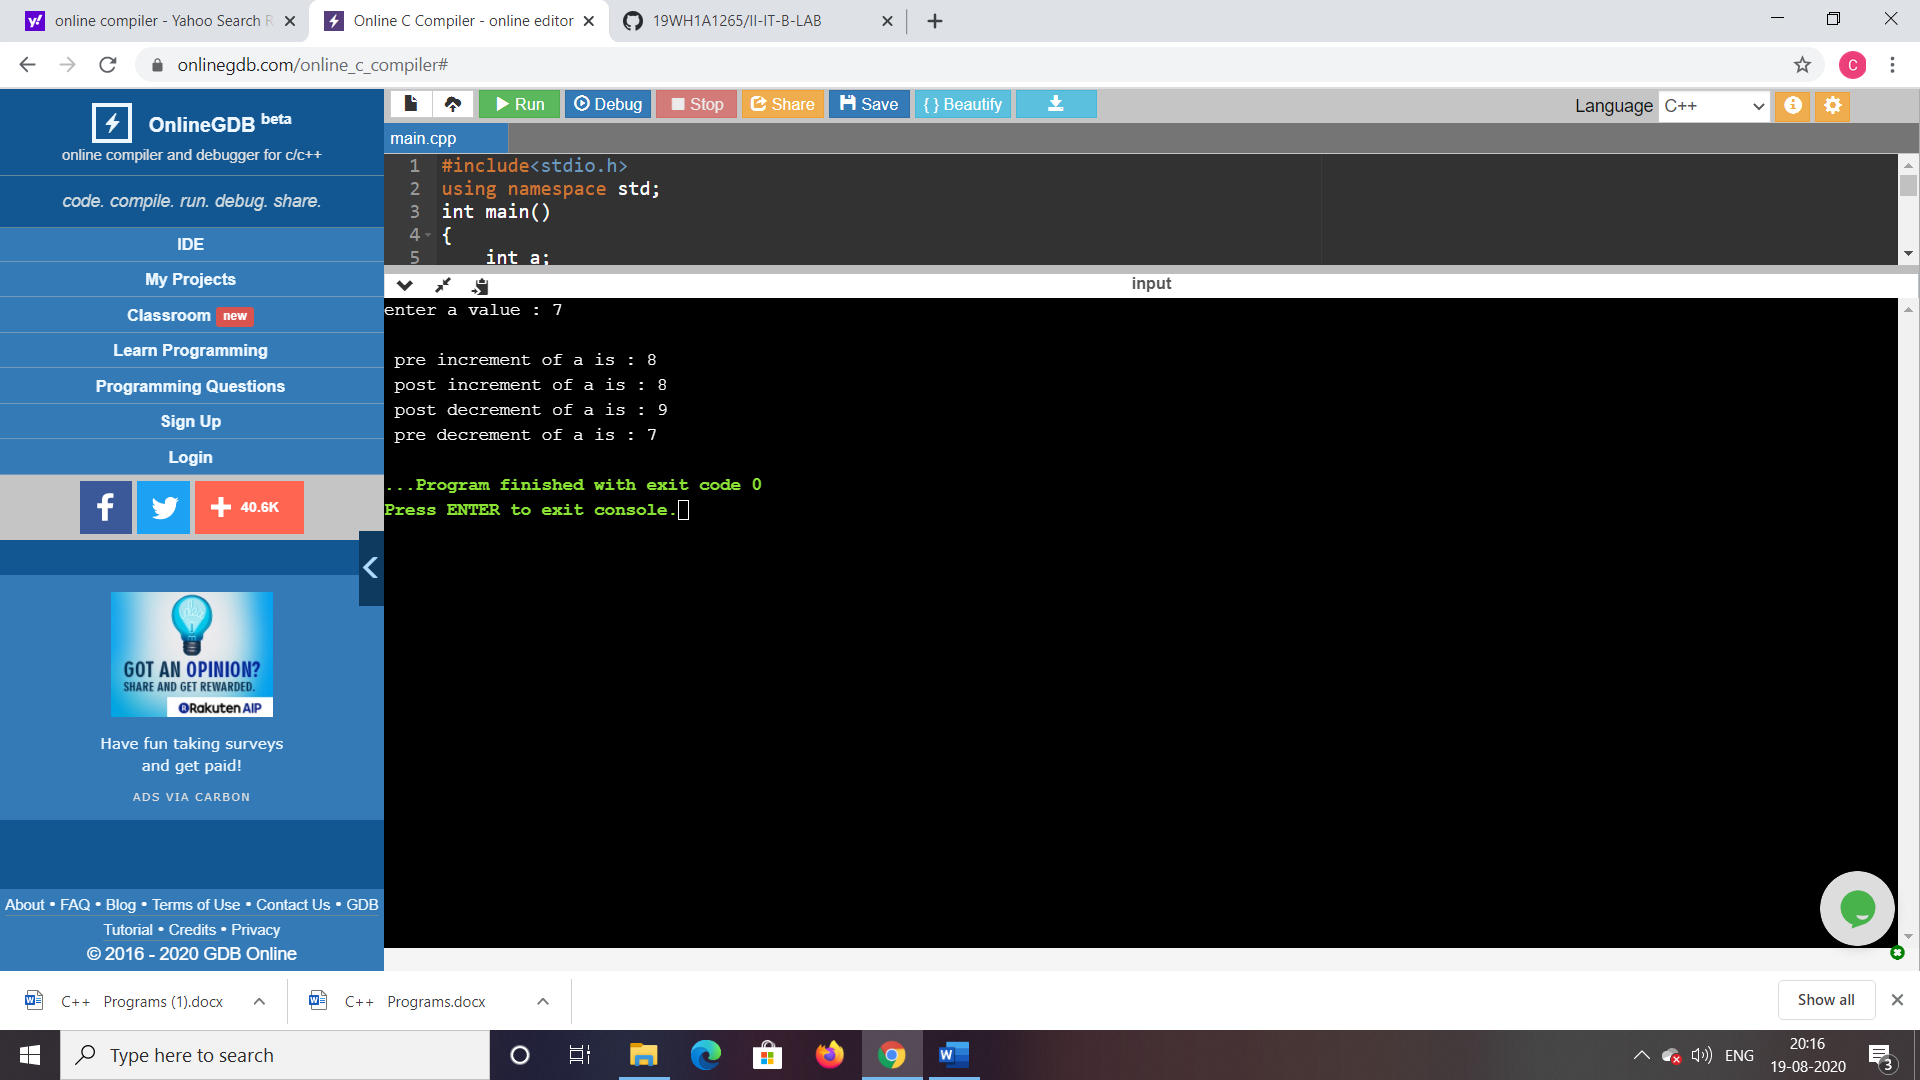 online compiler - Yahoo Search R
Online C Compiler - online editor
19WH1A1265/II-IT-B-LAB
onlinegdb.com/online_c_compiler#
C
OnlineGDB beta
online compiler and debugger for c/c++
code. compile. run. debug. share.
IDE
My Projects
Classroom new
Learn Programming
Programming Questions
Sign Up
Login
40.6K
GOT AN OPINION?
SHARE AND GET REWARDED.
Rakuten AIP
Have fun taking surveys
and get paid!
ADS VIA CARBON
About • FAQ • Blog • Terms of Use • Contact Us • GDB
Tutorial • Credits • Privacy
© 2016 - 2020 GDB Online
Run Debug Stop Share Save { } Beautify
Language C++
main.cpp
1 #include<stdio.h>
2 using namespace std;
3 int main()
4 {
5 int a;
input
enter a value : 7
pre increment of a is : 8
post increment of a is : 8
post decrement of a is : 9
pre decrement of a is : 7
...Program finished with exit code 0
Press ENTER to exit console.
C++ Programs (1).docx
C++ Programs.docx
Show all
Type here to search
ENG
20:16
19-08-2020
3